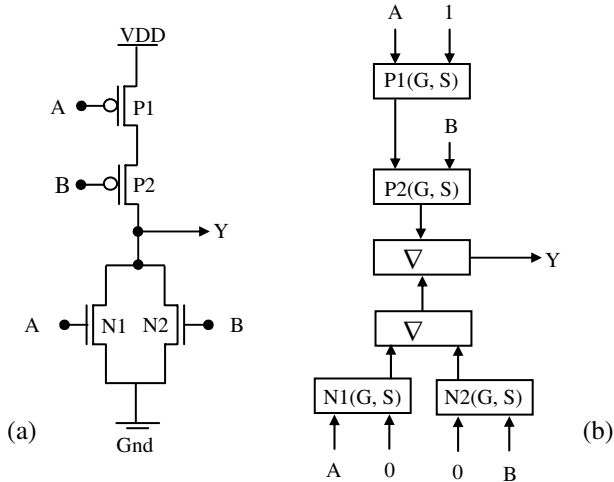 VDD
A
P1
B
P2
Y
A
N1
N2
B
Gnd
(a)
A
1
P1(G, S)
B
P2(G, S)
∇
Y
∇
N1(G, S)
N2(G, S)
A
0
0
B
(b)